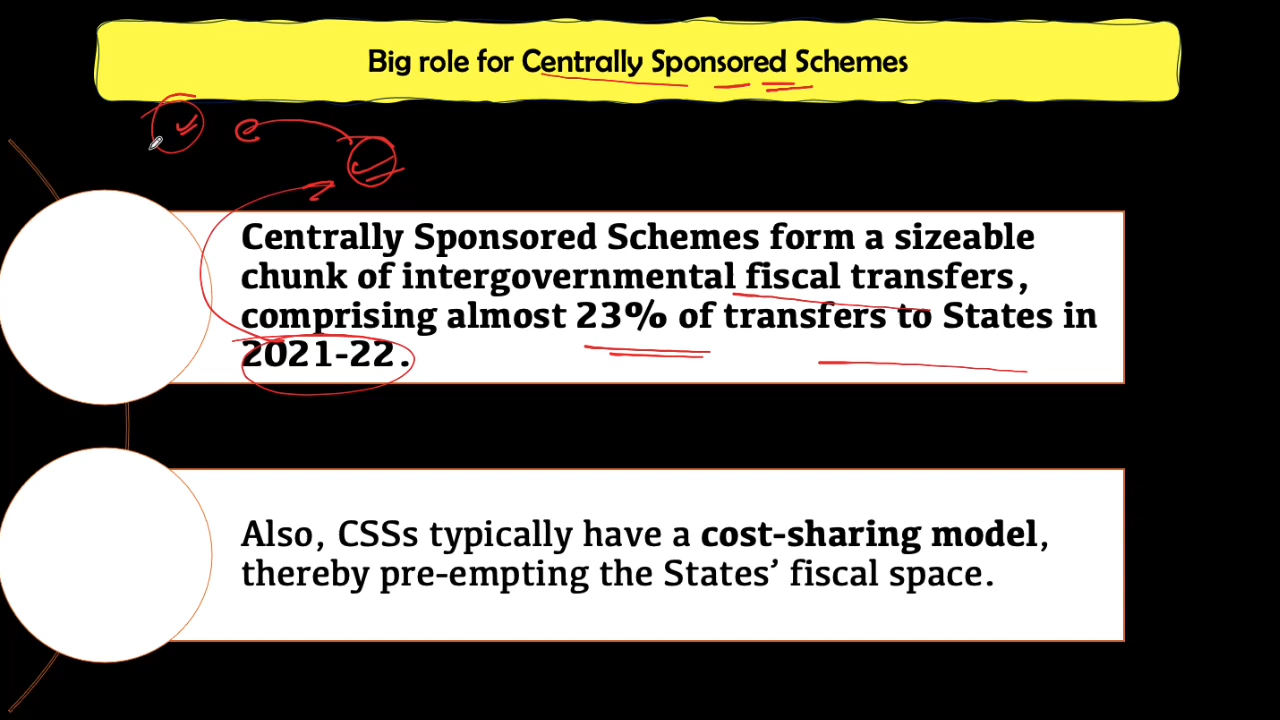 Big role for Centrally Sponsored Schemes
Centrally Sponsored Schemes form a sizeable
chunk of intergovernmental fiscal transfers,
comprising almost 23% of transfers to States in
2021-22.
Also, CSSs typically have a cost-sharing model,
thereby pre-empting the States’ fiscal space.